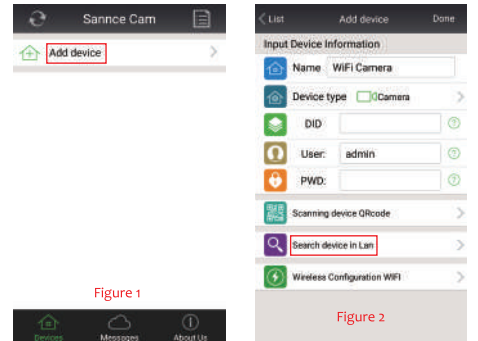 Sannce Cam
Add device
Figure 1
Devices
Messages
About Us
List
Add device
Done
Input Device Information
Name
WiFi Camera
Device type
Camera
DID
User:
admin
PWD:
Scanning device QRcode
Search device in Lan
Wireless Configuration WIFI
Figure 2